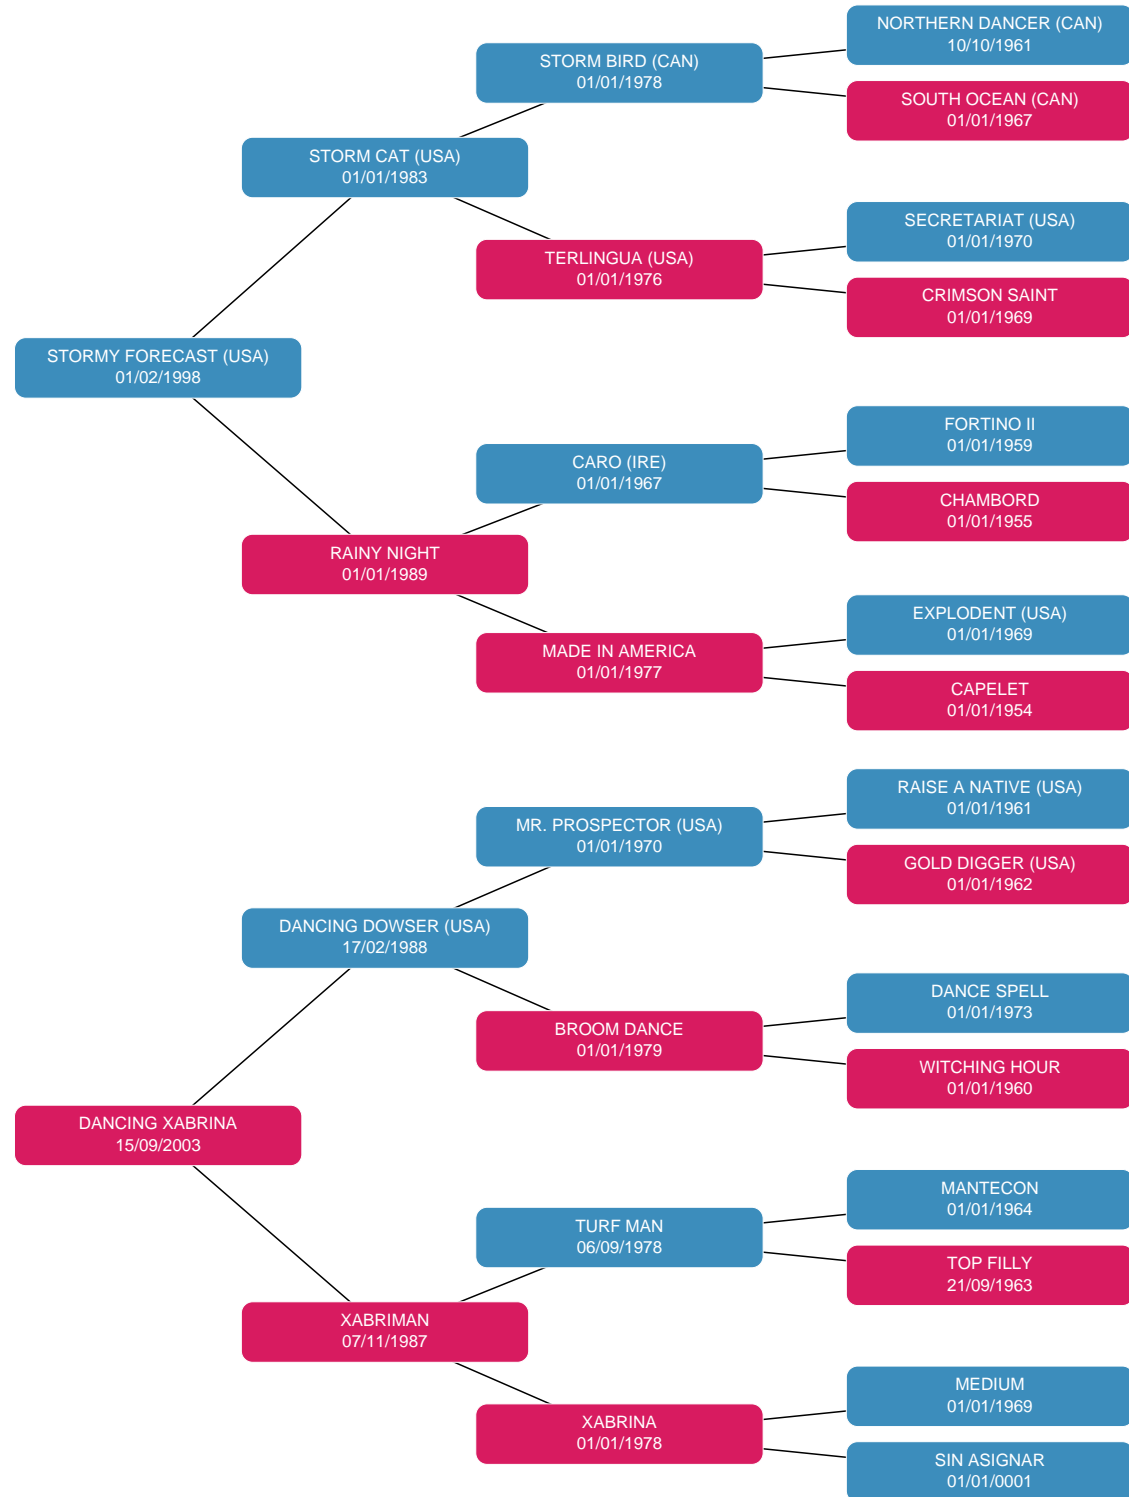 NORTHERN DANCER (CAN)
10/10/1961
STORM BIRD (CAN)
01/01/1978
SOUTH OCEAN (CAN)
01/01/1967
STORM CAT (USA)
01/01/1983
SECRETARIAT (USA)
01/01/1970
TERLINGUA (USA)
01/01/1976
CRIMSON SAINT
01/01/1969
STORMY FORECAST (USA)
01/02/1998
FORTINO II
01/01/1959
CARO (IRE)
01/01/1967
CHAMBORD
01/01/1955
RAINY NIGHT
01/01/1989
EXPLODENT (USA)
01/01/1969
MADE IN AMERICA
01/01/1977
CAPELET
01/01/1954
RAISE A NATIVE (USA)
01/01/1961
MR. PROSPECTOR (USA)
01/01/1970
GOLD DIGGER (USA)
01/01/1962
DANCING DOWSER (USA)
17/02/1988
DANCE SPELL
01/01/1973
BROOM DANCE
01/01/1979
WITCHING HOUR
01/01/1960
DANCING XABRINA
15/09/2003
MANTECON
01/01/1964
TURF MAN
06/09/1978
TOP FILLY
21/09/1963
XABRIMAN
07/11/1987
MEDIUM
01/01/1969
XABRINA
01/01/1978
SIN ASIGNAR
01/01/0001